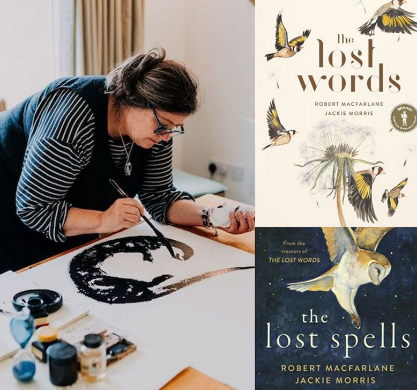 the
lost
words
ROBERT MACFARLANE
JACKIE MORRIS
From the
creators of
THE LOST WORDS
the
lost spells
ROBERT MACFARLANE
JACKIE MORRIS